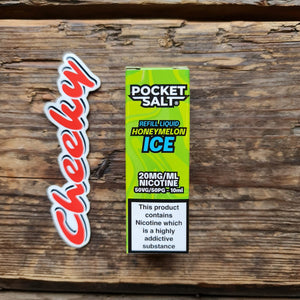 Cheeky
POCKET
SALT®
REFILL LIQUID
HONEYMELON
ICE
20MG/ML
NICOTINE
50VG/50PG - 10ml
This product
contains
Nicotine which
is a highly
addictive
substance